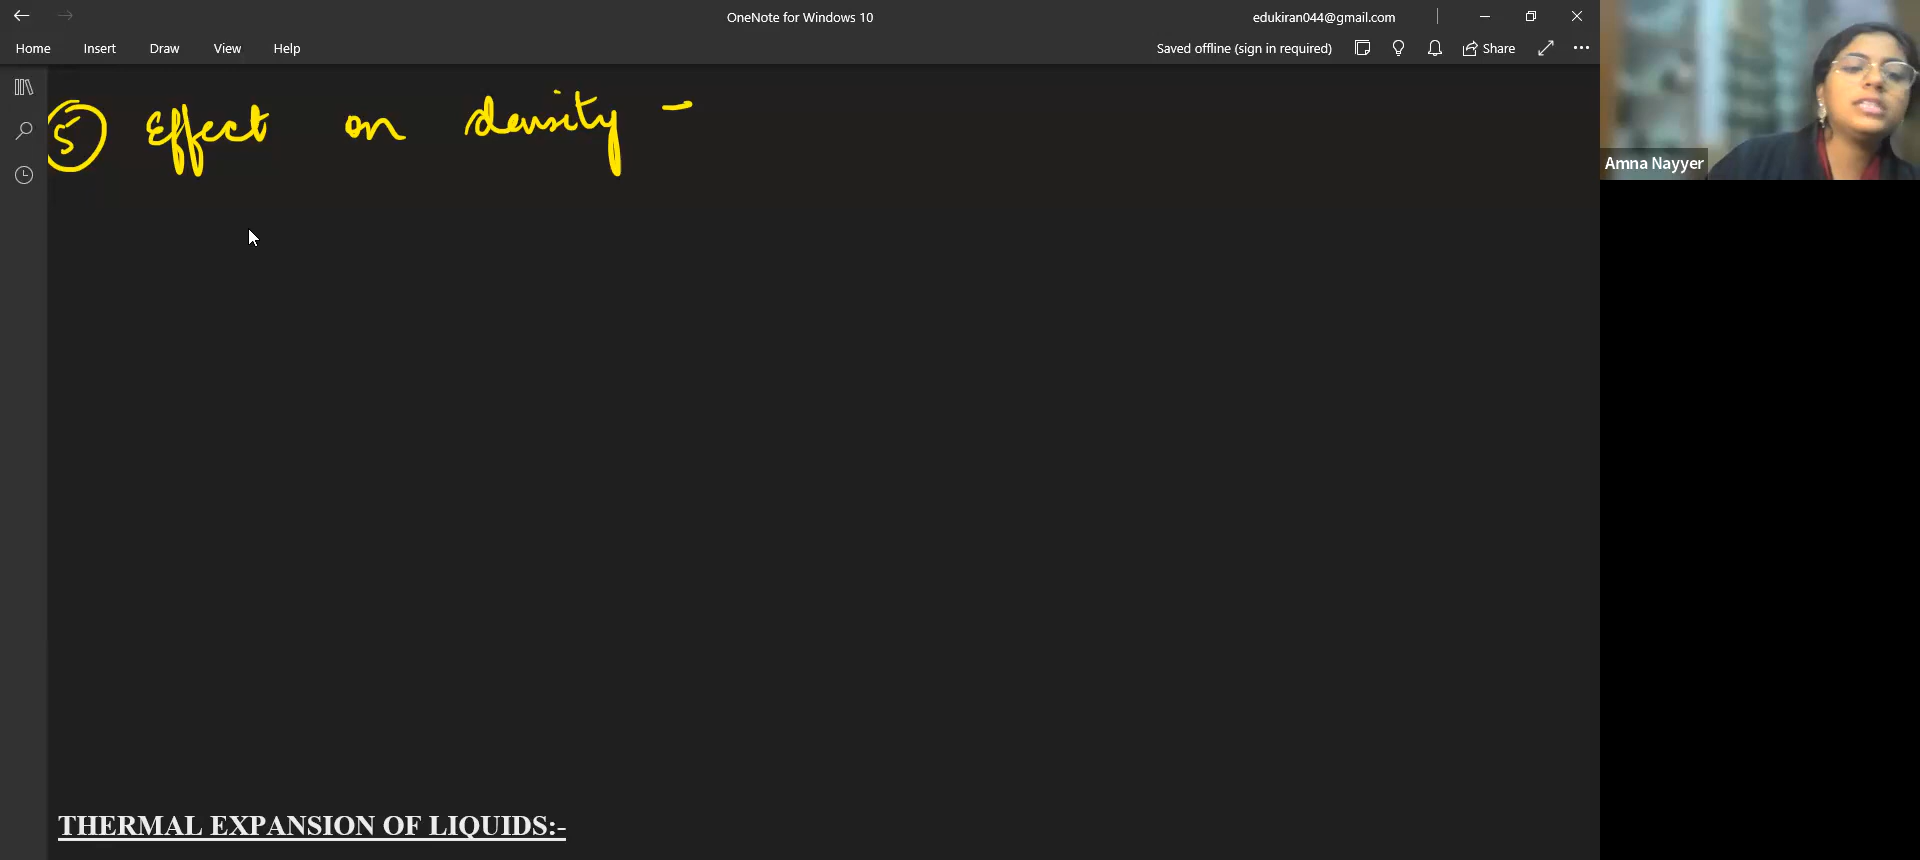 OneNote for Windows 10
edukiran044@gmail.com
Home Insert Draw View Help
Saved offline (sign in required) Share
5 Effect on density -
Amna Nayyer
THERMAL EXPANSION OF LIQUIDS:-